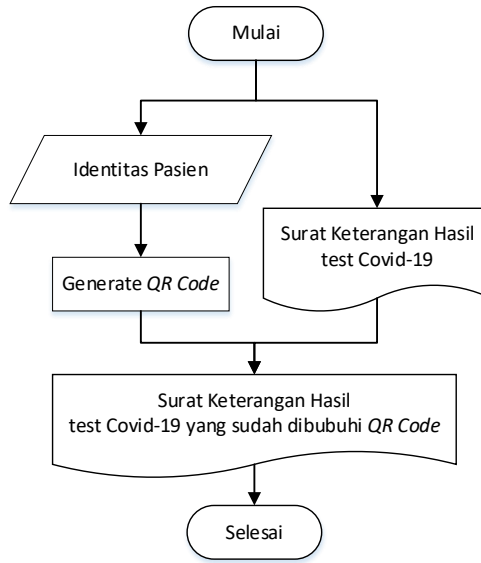 Mulai
Identitas Pasien
Surat Keterangan Hasil
test Covid-19
Generate QR Code
Surat Keterangan Hasil
test Covid-19 yang sudah dibubuhi QR Code
Selesai